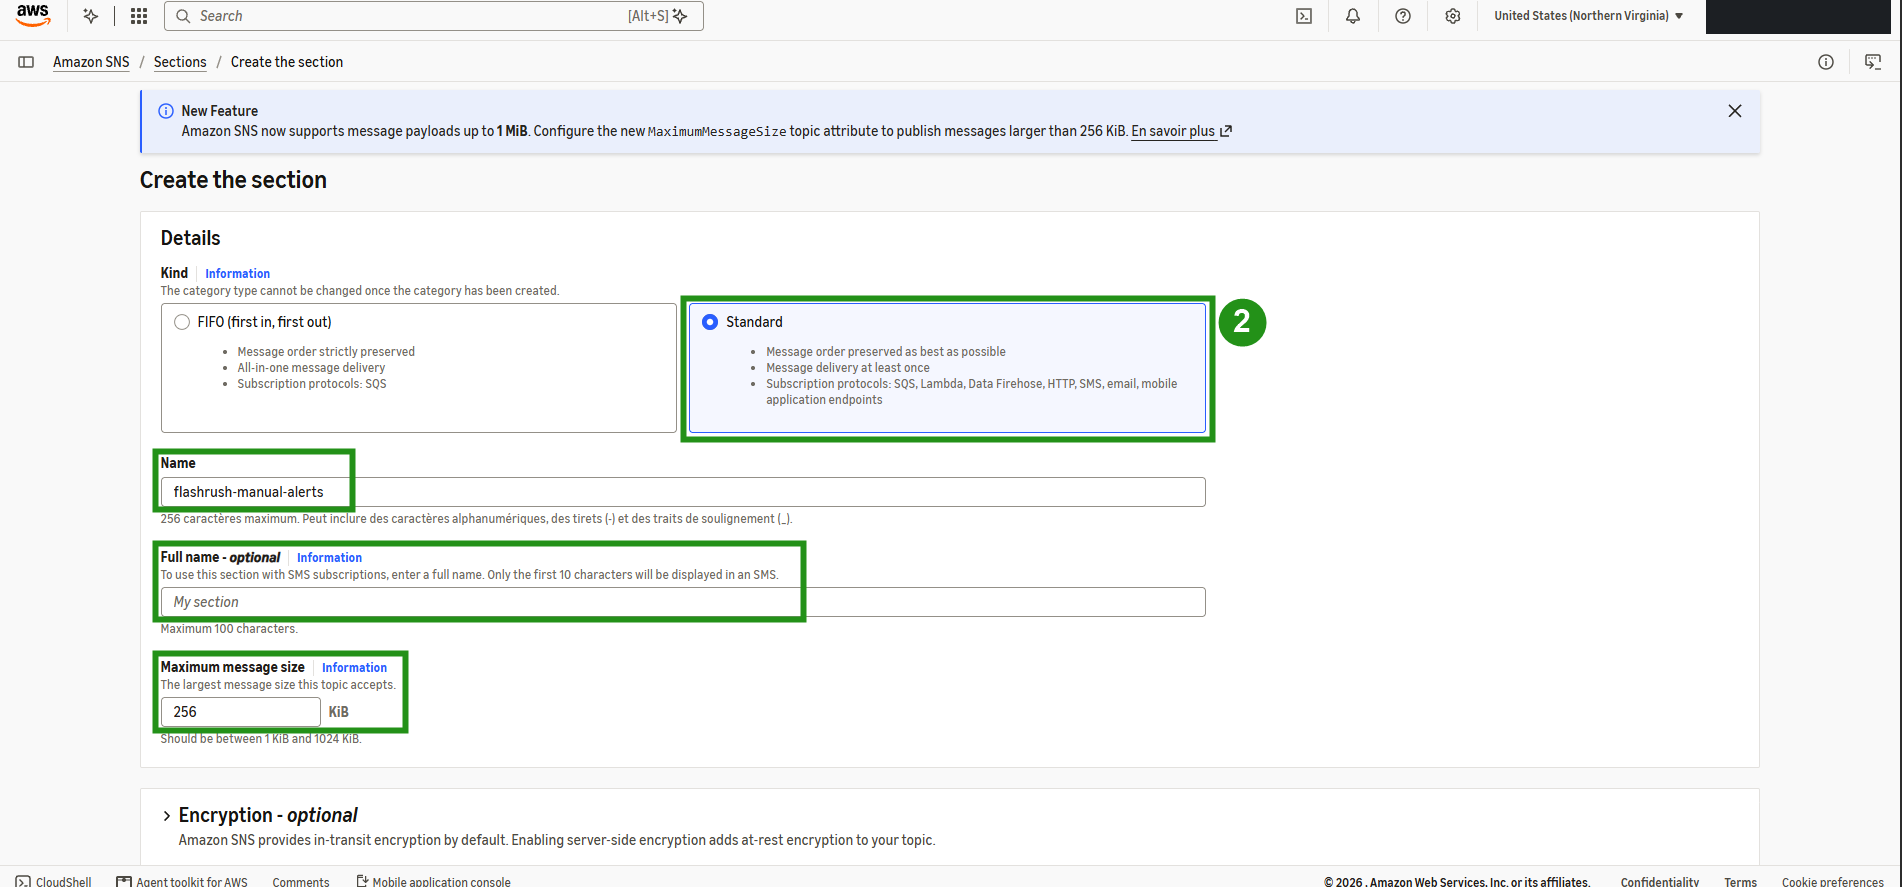 aws
Search
[Alt+S]
United States (Northern Virginia)
Amazon SNS / Sections / Create the section
New Feature
Amazon SNS now supports message payloads up to 1 MiB. Configure the new MaximumMessageSize topic attribute to publish messages larger than 256 KiB. En savoir plus
Create the section
Details
Kind Information
The category type cannot be changed once the category has been created.
FIFO (first in, first out)
• Message order strictly preserved
• All-in-one message delivery
• Subscription protocols: SQS
Standard
• Message order preserved as best as possible
• Message delivery at least once
• Subscription protocols: SQS, Lambda, Data Firehose, HTTP, SMS, email, mobile
application endpoints
2
Name
flashrush-manual-alerts
256 caractères maximum. Peut inclure des caractères alphanumériques, des tirets (-) et des traits de soulignement (_).
Full name - optional Information
To use this section with SMS subscriptions, enter a full name. Only the first 10 characters will be displayed in an SMS.
My section
Maximum 100 characters.
Maximum message size Information
The largest message size this topic accepts.
256 KiB
Should be between 1 KiB and 1024 KiB.
Encryption - optional
Amazon SNS provides in-transit encryption by default. Enabling server-side encryption adds at-rest encryption to your topic.
CloudShell Agent toolkit for AWS Comments Mobile application console © 2026 , Amazon Web Services, Inc. or its affiliates. Confidentiality Terms Cookie preferences